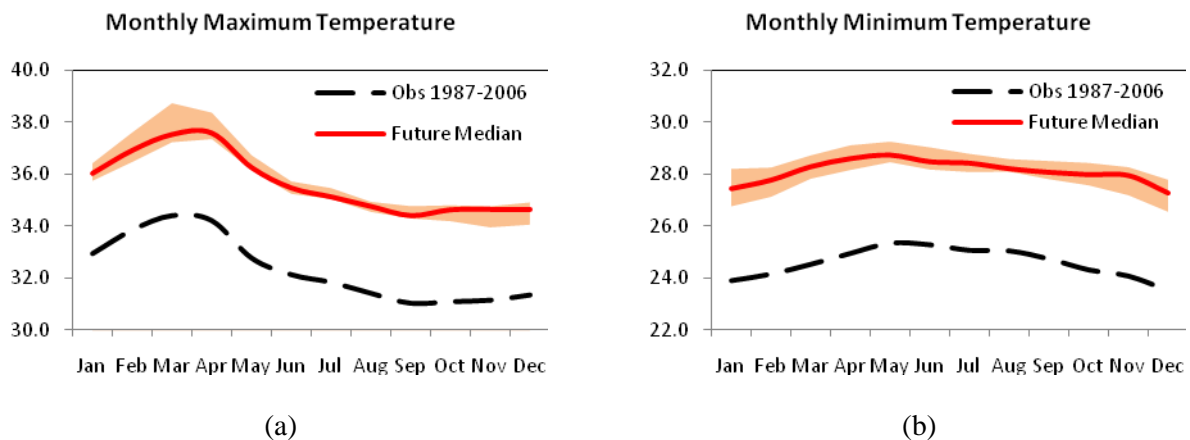 Monthly Maximum Temperature
40.0
38.0
36.0
34.0
32.0
30.0
Obs 1987-2006
Future Median
Jan Feb Mar Apr May Jun Jul Aug Sep Oct Nov Dec
(a)
Monthly Minimum Temperature
32.0
30.0
28.0
26.0
24.0
22.0
Obs 1987-2006
Future Median
Jan Feb Mar Apr May Jun Jul Aug Sep Oct Nov Dec
(b)